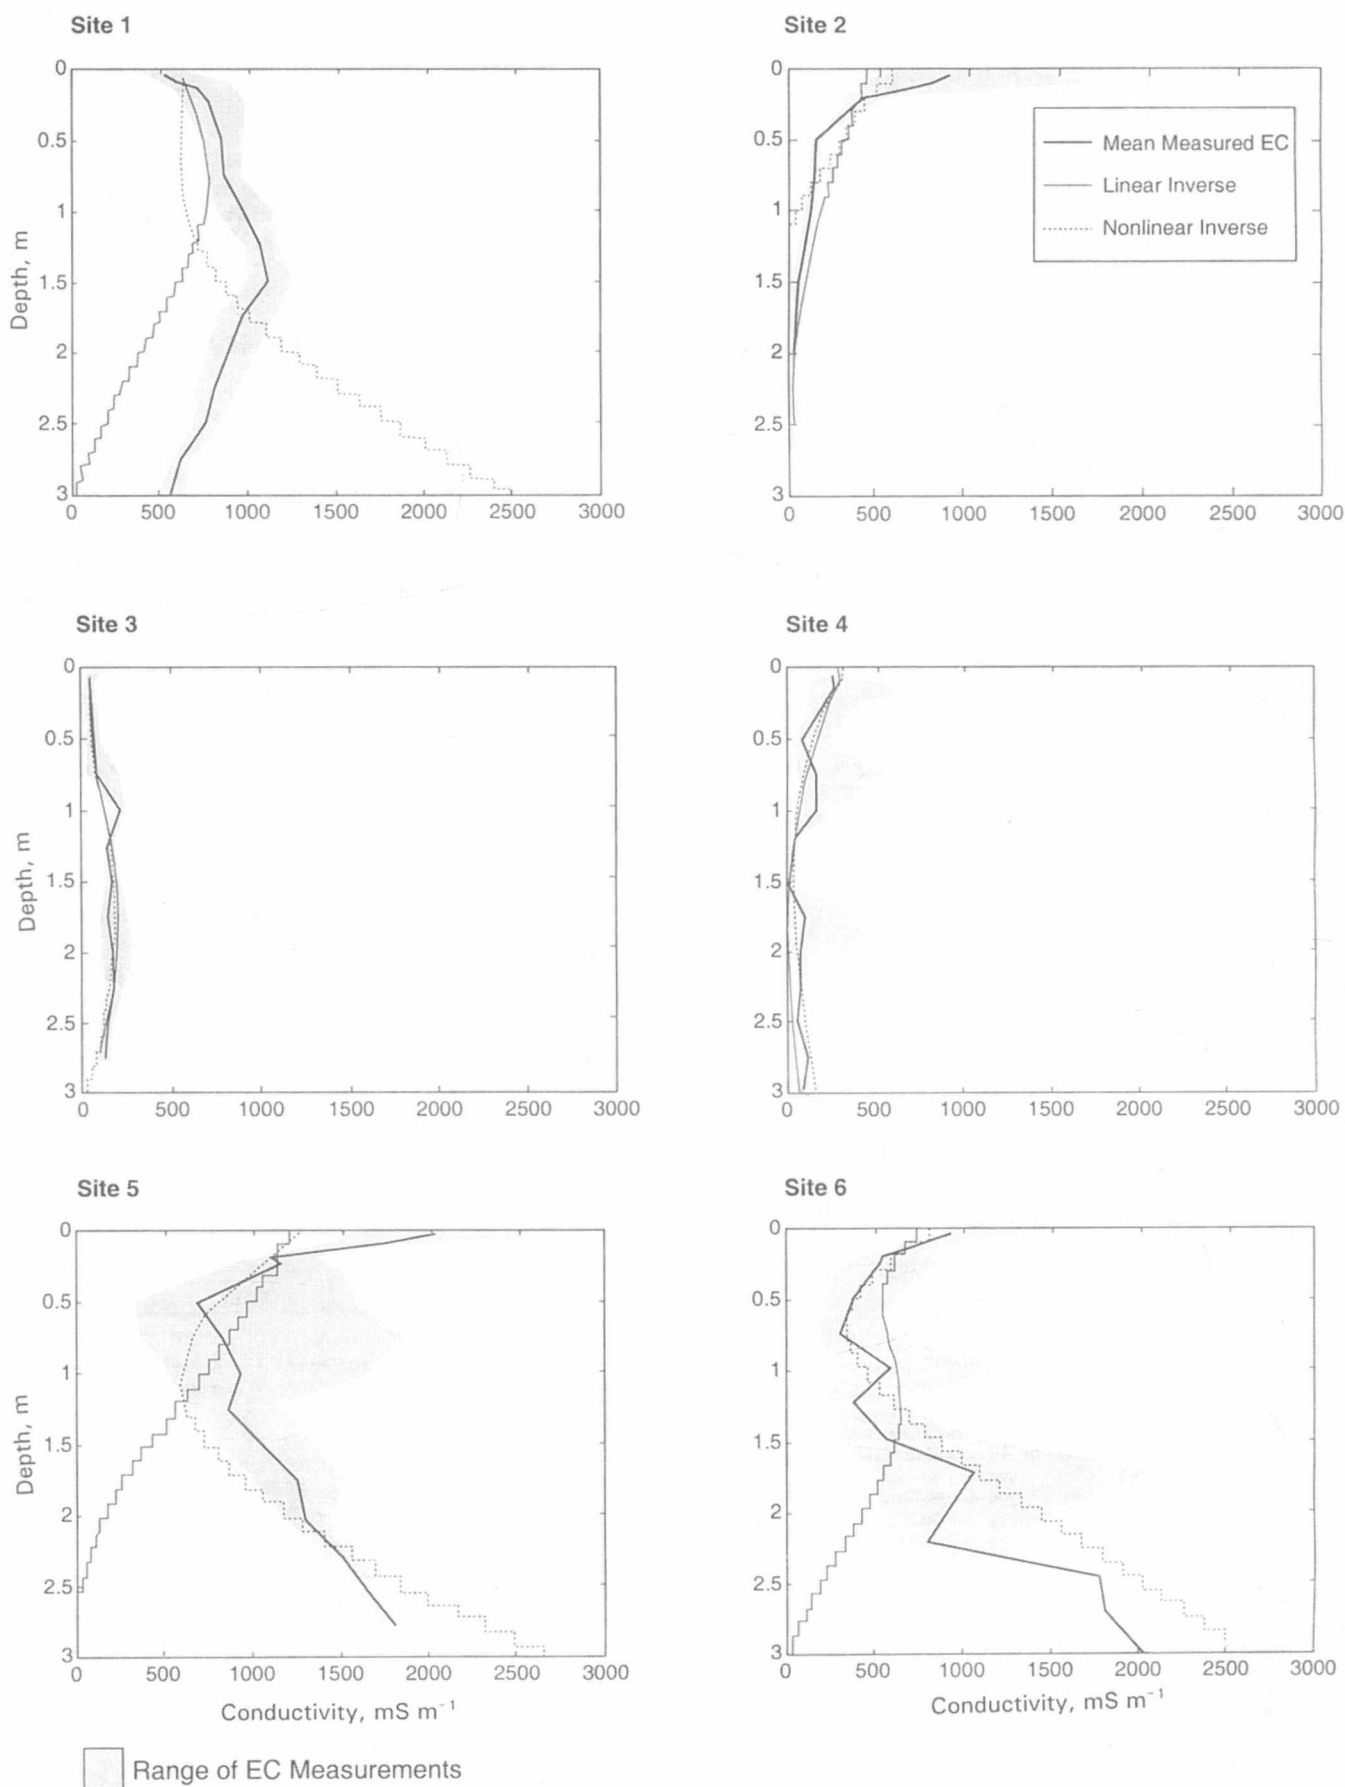 Site 1
0
0.5
1
1.5
2
2.5
3
Depth, m
0 500 1000 1500 2000 2500 3000
Site 2
0
0.5
1
1.5
2
2.5
3
0 500 1000 1500 2000 2500 3000
Mean Measured EC
Linear Inverse
Nonlinear Inverse
Site 3
0
0.5
1
1.5
2
2.5
3
Depth, m
0 500 1000 1500 2000 2500 3000
Site 4
0
0.5
1
1.5
2
2.5
3
0 500 1000 1500 2000 2500 3000
Site 5
0
0.5
1
1.5
2
2.5
3
Depth, m
0 500 1000 1500 2000 2500 3000
Conductivity, mS m⁻¹
Site 6
0
0.5
1
1.5
2
2.5
3
0 500 1000 1500 2000 2500 3000
Conductivity, mS m⁻¹
Range of EC Measurements